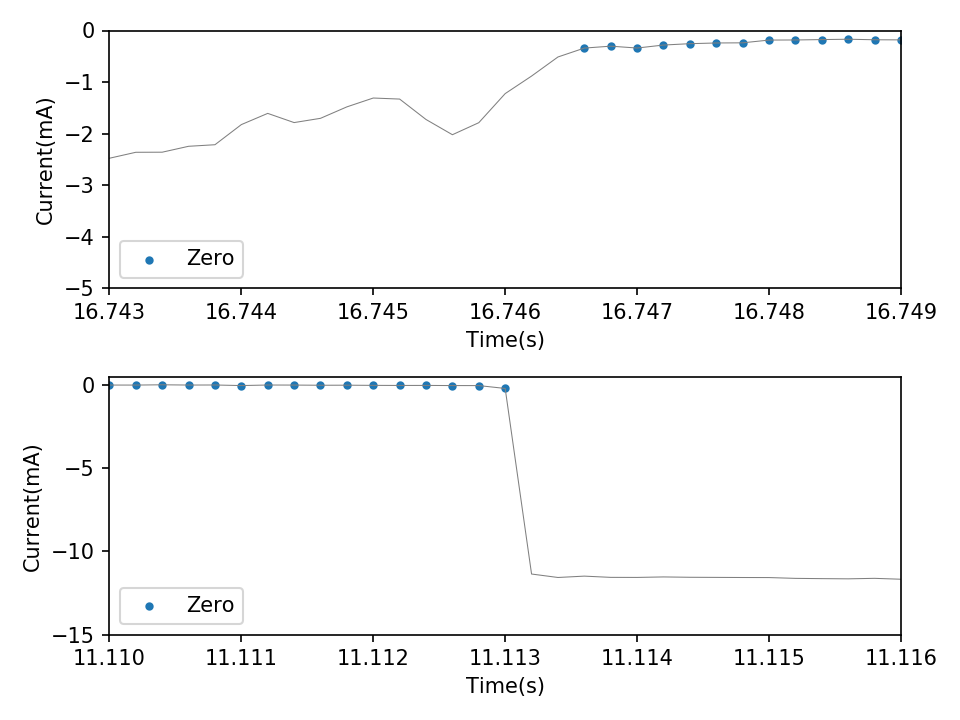 0
−1
−2
−3
−4
−5
Current(mA)
Zero
16.743 16.744 16.745 16.746 16.747 16.748 16.749
Time(s)
0
−5
−10
−15
Current(mA)
Zero
11.110 11.111 11.112 11.113 11.114 11.115 11.116
Time(s)